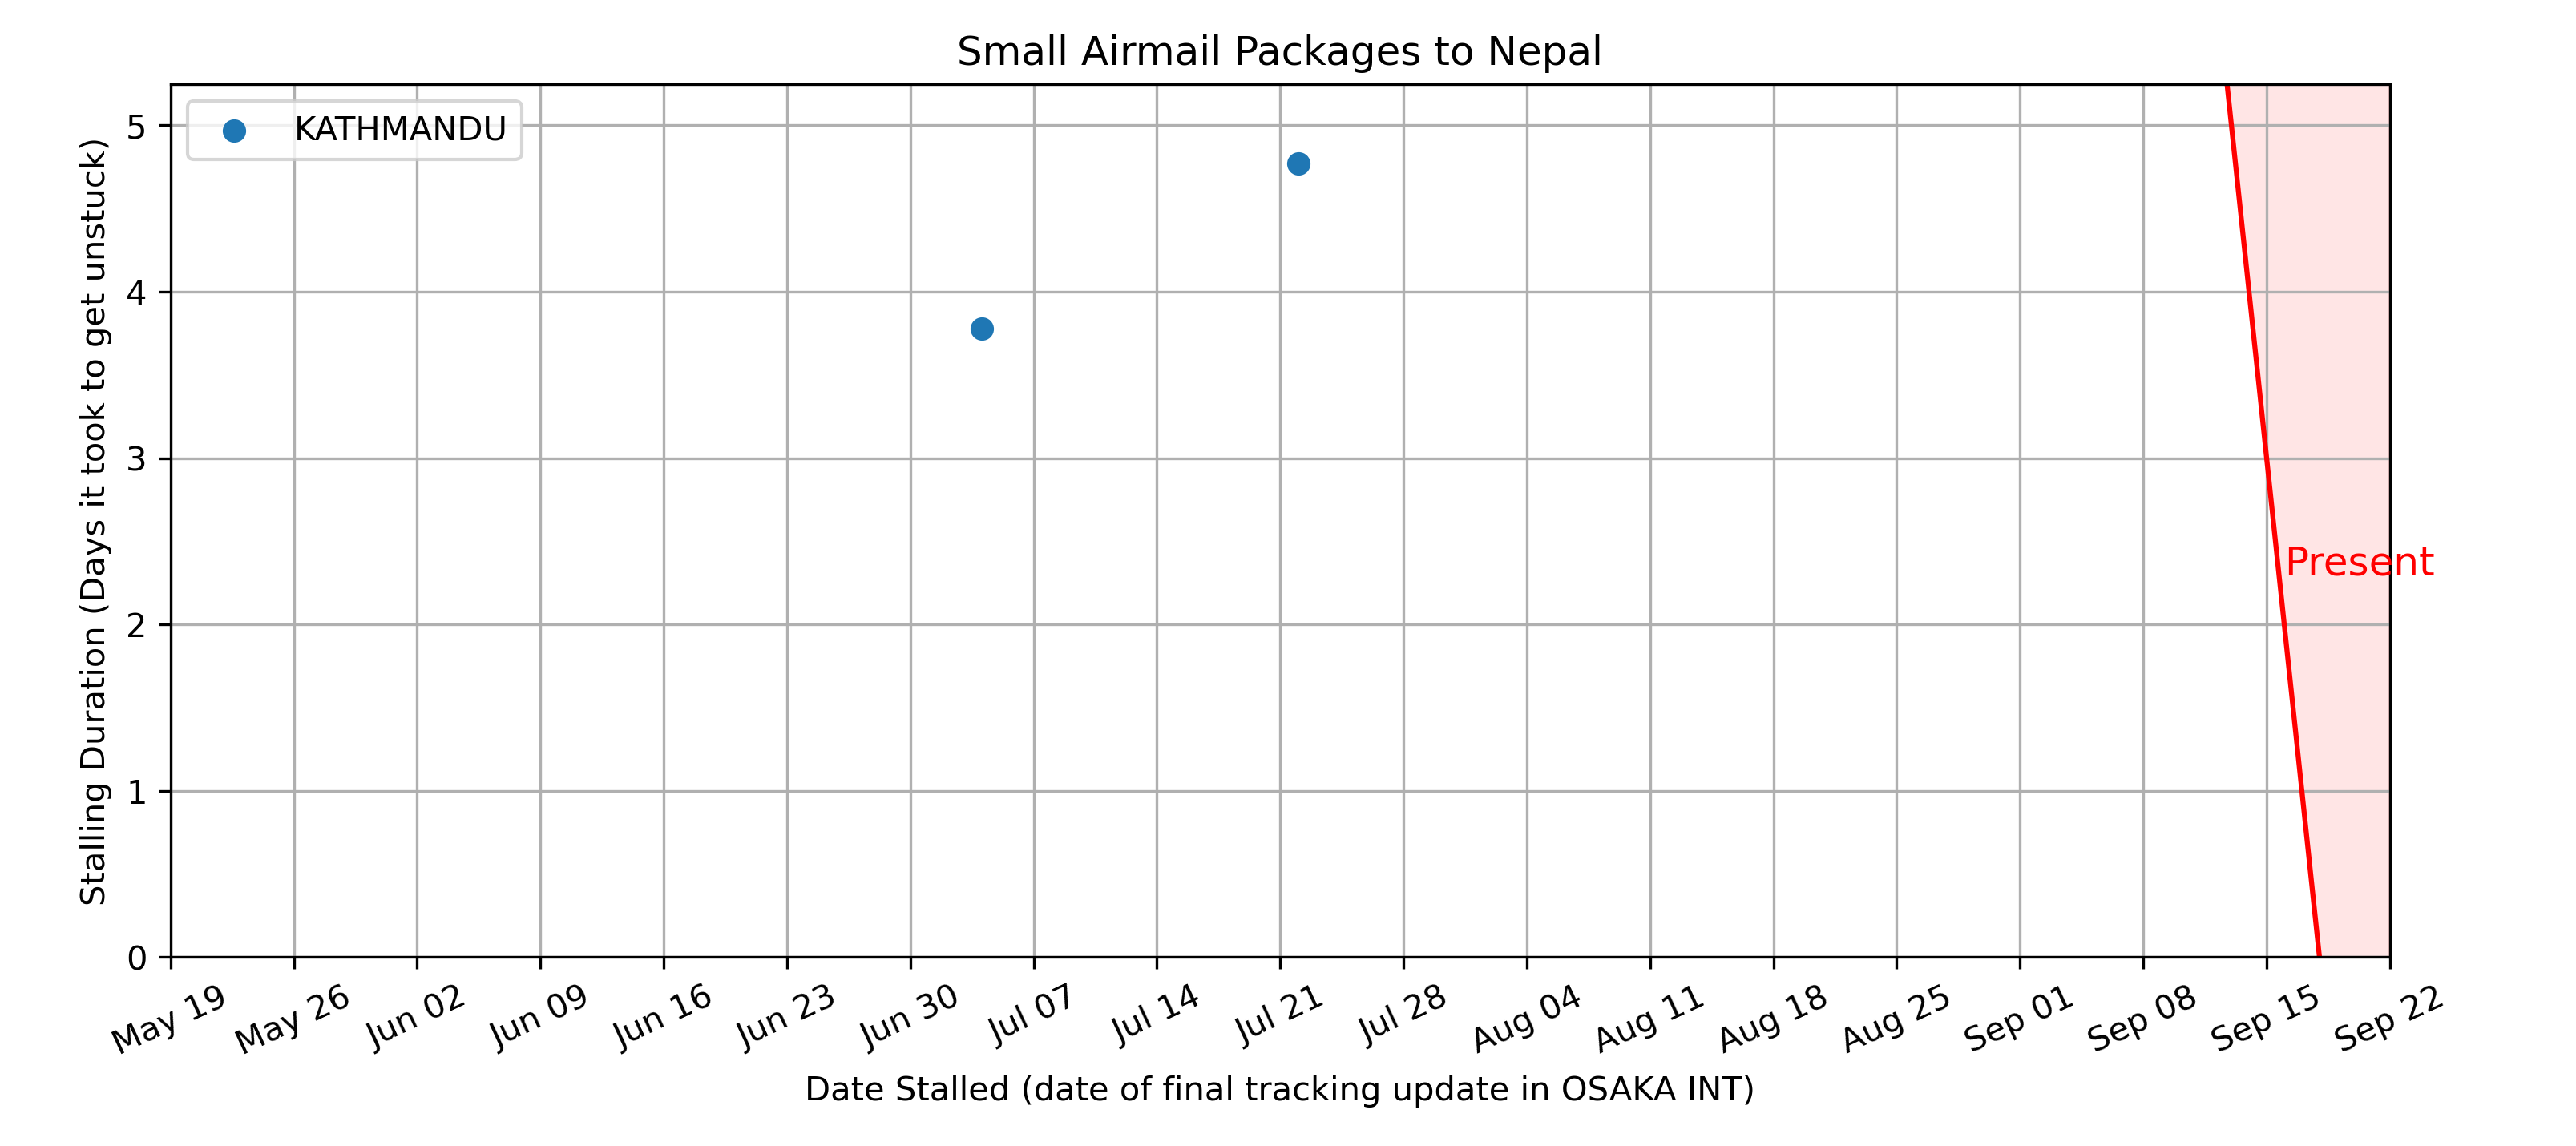 Small Airmail Packages to Nepal
KATHMANDU
Stalling Duration (Days it took to get unstuck)
5
4
3
2
1
0
Present
May 19
May 26
Jun 02
Jun 09
Jun 16
Jun 23
Jun 30
Jul 07
Jul 14
Jul 21
Jul 28
Aug 04
Aug 11
Aug 18
Aug 25
Sep 01
Sep 08
Sep 15
Sep 22
Date Stalled (date of final tracking update in OSAKA INT)